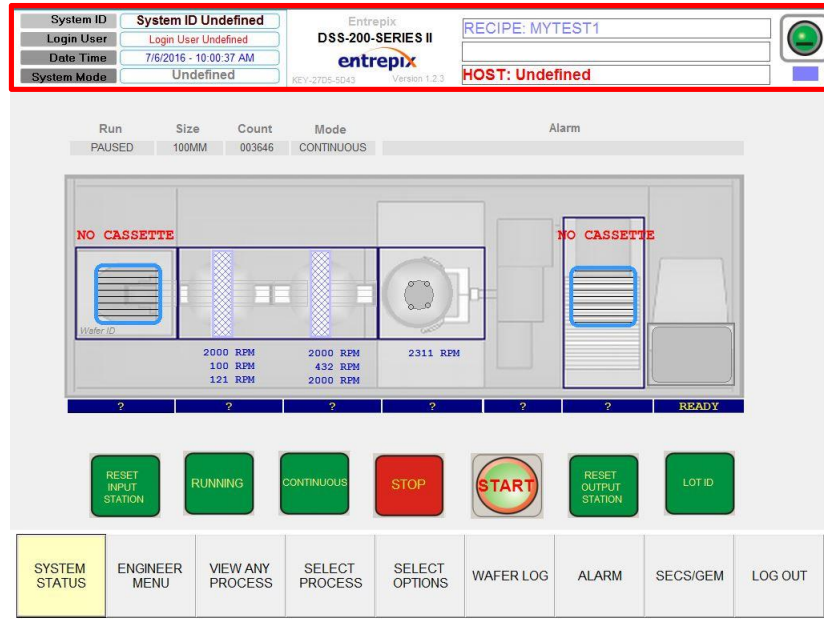 System ID System ID Undefined
Login User Login User Undefined
Date Time 7/6/2016 - 10:00:37 AM
System Mode Undefined
Entrepix
DSS-200-SERIES II
entrepix
KEY-27D5-5D43 Version 1.2.3
RECIPE: MYTEST1
HOST: Undefined
Run Size Count Mode Alarm
PAUSED 100MM 003646 CONTINUOUS
NO CASSETTE NO CASSETTE
Wafer ID
2000 RPM 2000 RPM 2311 RPM
100 RPM 432 RPM
121 RPM 2000 RPM
? ? ? ? ? ? READY
RESET INPUT STATION
RUNNING
CONTINUOUS
STOP
START
RESET OUTPUT STATION
LOT ID
SYSTEM STATUS
ENGINEER MENU
VIEW ANY PROCESS
SELECT PROCESS
SELECT OPTIONS
WAFER LOG
ALARM
SECS/GEM
LOG OUT